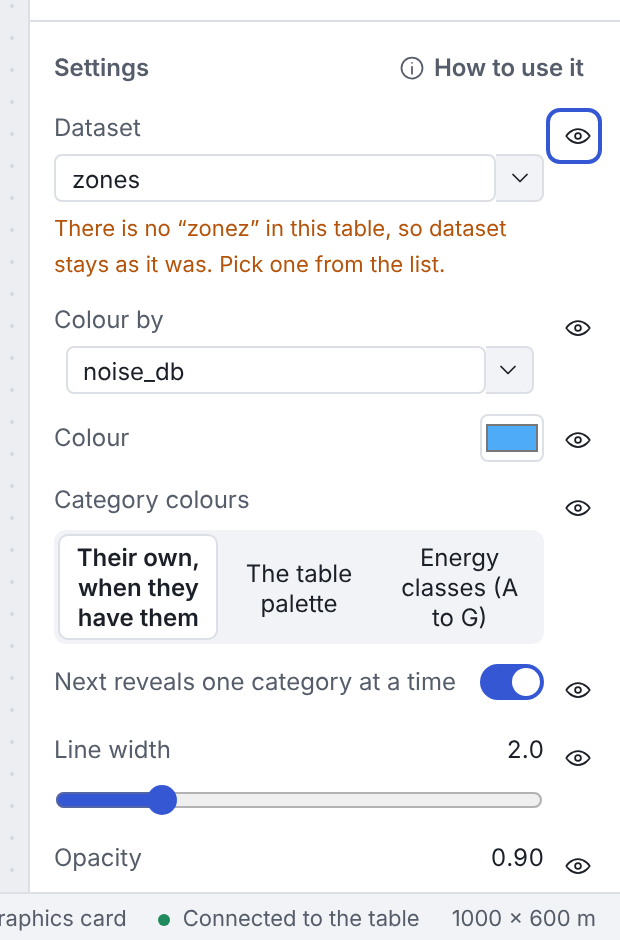 Settings
How to use it
Dataset
zones
There is no “zonez” in this table, so dataset
stays as it was. Pick one from the list.
Colour by
noise_db
Colour
Category colours
Their own,
when they
have them
The table
palette
Energy
classes (A
to G)
Next reveals one category at a time
Line width
2.0
Opacity
0.90
raphics card
Connected to the table
1000 × 600 m